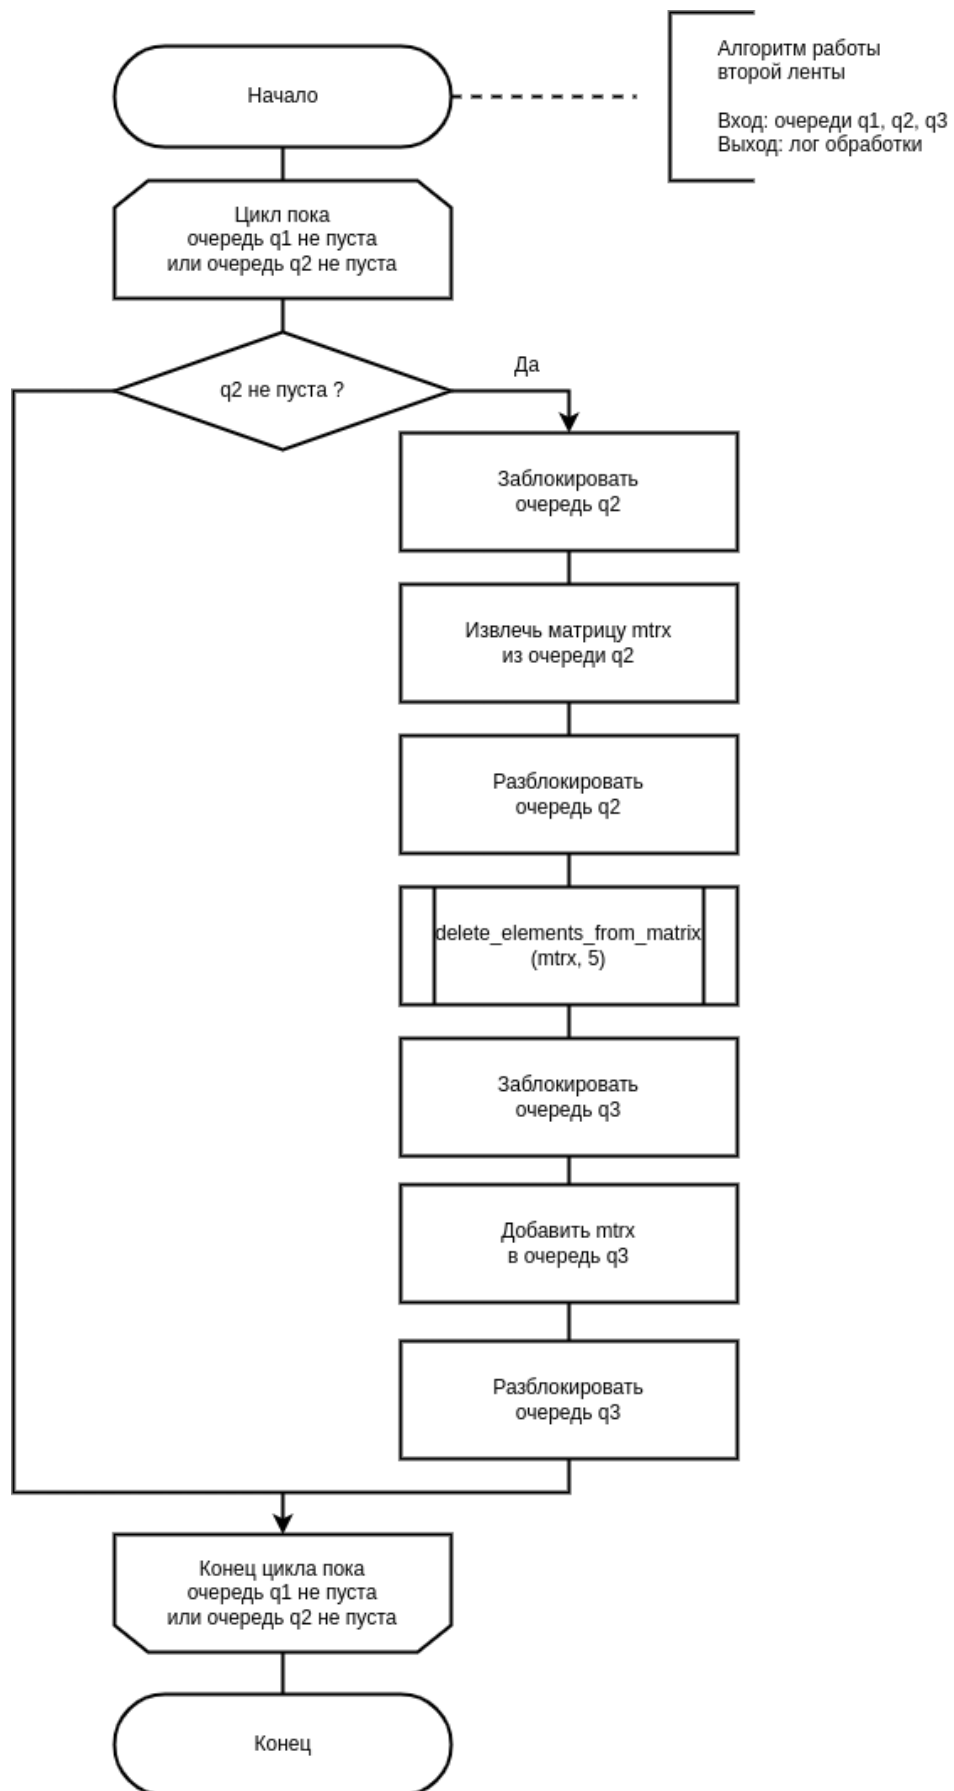 Начало
Алгоритм работы
второй ленты
Вход: очереди q1, q2, q3
Выход: лог обработки
Цикл пока
очередь q1 не пуста
или очередь q2 не пуста
q2 не пуста ?
Да
Заблокировать
очередь q2
Извлечь матрицу mtrx
из очереди q2
Разблокировать
очередь q2
delete_elements_from_matrix
(mtrx, 5)
Заблокировать
очередь q3
Добавить mtrx
в очередь q3
Разблокировать
очередь q3
Конец цикла пока
очередь q1 не пуста
или очередь q2 не пуста
Конец